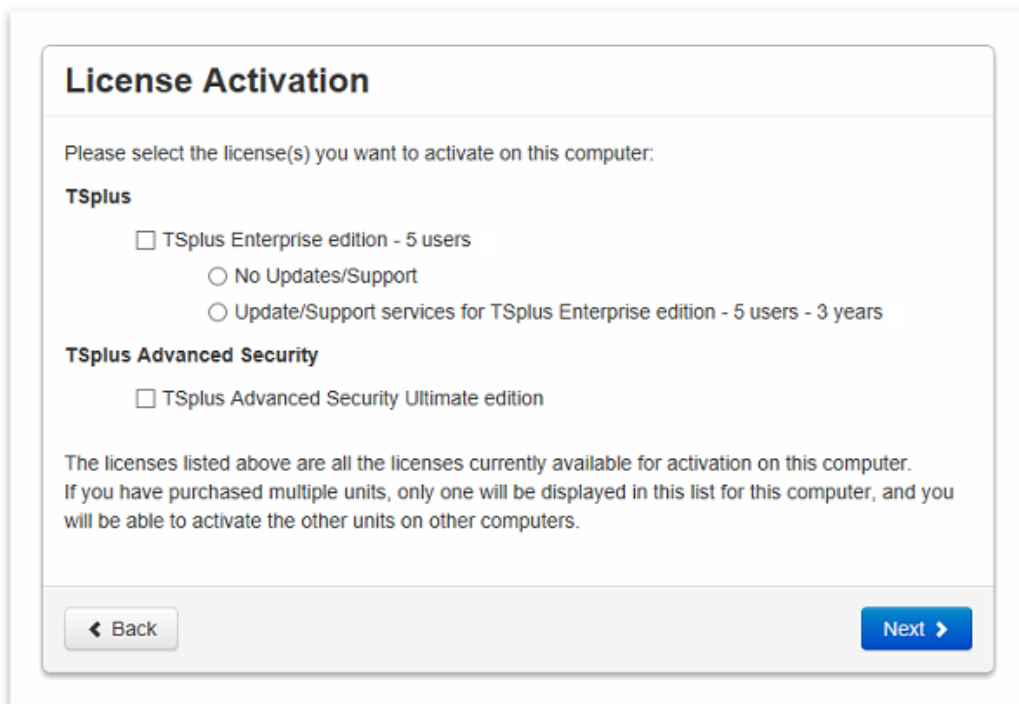 License Activation
Please select the license(s) you want to activate on this computer:
TSplus
TSplus Enterprise edition - 5 users
No Updates/Support
Update/Support services for TSplus Enterprise edition - 5 users - 3 years
TSplus Advanced Security
TSplus Advanced Security Ultimate edition
The licenses listed above are all the licenses currently available for activation on this computer.
If you have purchased multiple units, only one will be displayed in this list for this computer, and you
will be able to activate the other units on other computers.
Back
Next